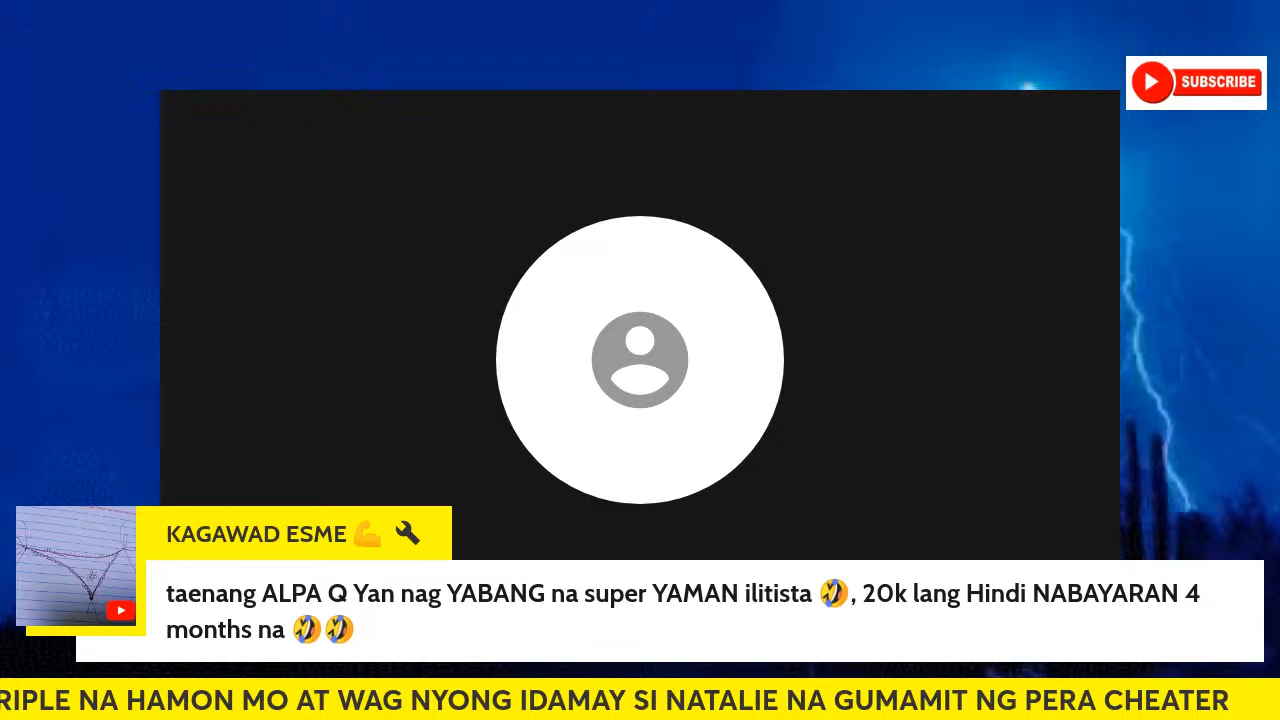 SUBSCRIBE
KAGAWAD ESME 💪 🔧
taenang ALPA Q Yan nag YABANG na super YAMAN ilitista 🤣, 20k lang Hindi NABAYARAN 4
months na 🤣🤣
RIPLE NA HAMON MO AT WAG NYONG IDAMAY SI NATALIE NA GUMAMIT NG PERA CHEATER